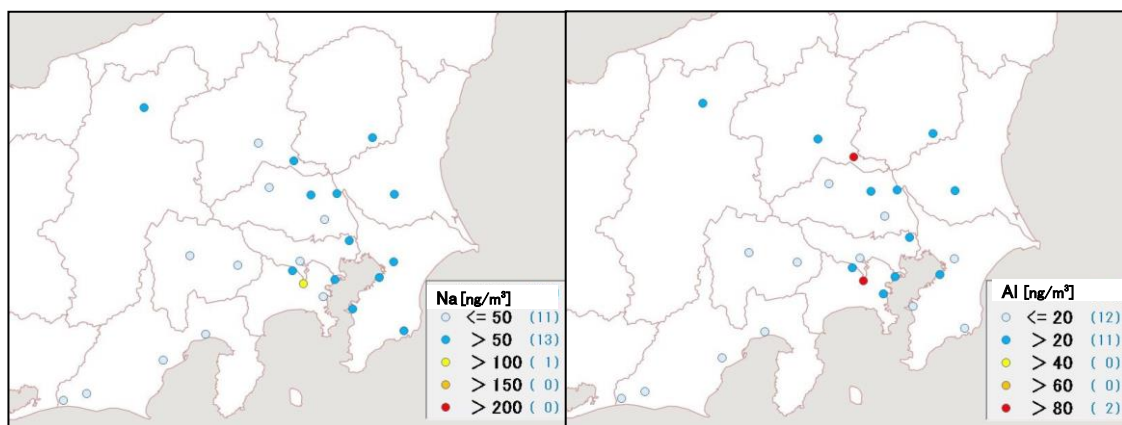 Na [ng/m³]
<= 50 (11)
> 50 (13)
> 100 ( 1)
> 150 ( 0)
> 200 ( 0)
Al [ng/m³]
<= 20 (12)
> 20 (11)
> 40 ( 0)
> 60 ( 0)
> 80 ( 2)